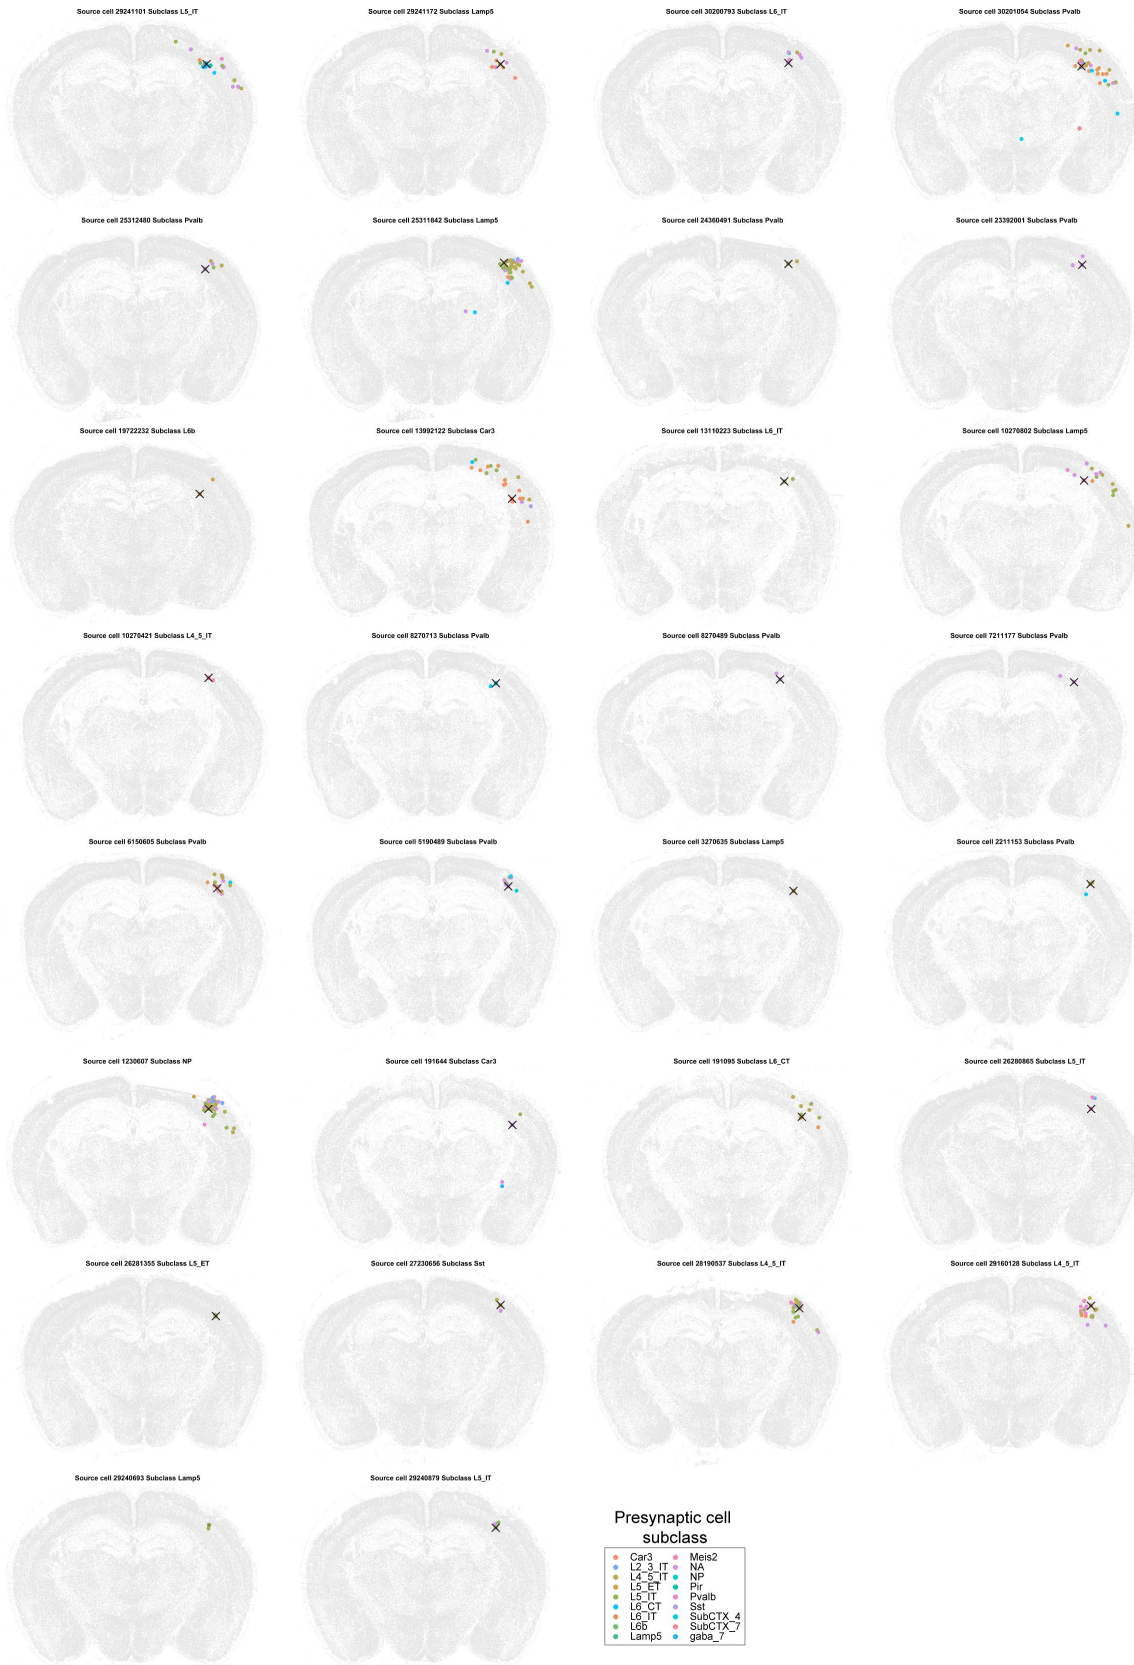 Source cell 29241101 Subclass L5_IT
Source cell 29241172 Subclass Lamp5
Source cell 30200793 Subclass L6_IT
Source cell 30201054 Subclass Pvalb
Source cell 25312480 Subclass Pvalb
Source cell 25311842 Subclass Lamp5
Source cell 24360491 Subclass Pvalb
Source cell 23392001 Subclass Pvalb
Source cell 19722232 Subclass L6b
Source cell 13992122 Subclass Car3
Source cell 13110223 Subclass L6_IT
Source cell 10270802 Subclass Lamp5
Source cell 10270421 Subclass L4_5_IT
Source cell 8270713 Subclass Pvalb
Source cell 8270489 Subclass Pvalb
Source cell 7211177 Subclass Pvalb
Source cell 6150605 Subclass Pvalb
Source cell 5190489 Subclass Pvalb
Source cell 3270635 Subclass Lamp5
Source cell 2211153 Subclass Pvalb
Source cell 1230607 Subclass NP
Source cell 191644 Subclass Car3
Source cell 191095 Subclass L6_CT
Source cell 26280865 Subclass L5_IT
Source cell 26281355 Subclass L5_ET
Source cell 27230656 Subclass Sst
Source cell 28190537 Subclass L4_5_IT
Source cell 29160128 Subclass L4_5_IT
Source cell 29240693 Subclass Lamp5
Source cell 29240879 Subclass L5_IT
Presynaptic cell
subclass
Car3
L2_3_IT
L4_5_IT
L5_ET
L5_IT
L6_CT
L6_IT
L6b
Lamp5
Meis2
NA
NP
Pir
Pvalb
Sst
SubCTX_4
SubCTX_7
gaba_7